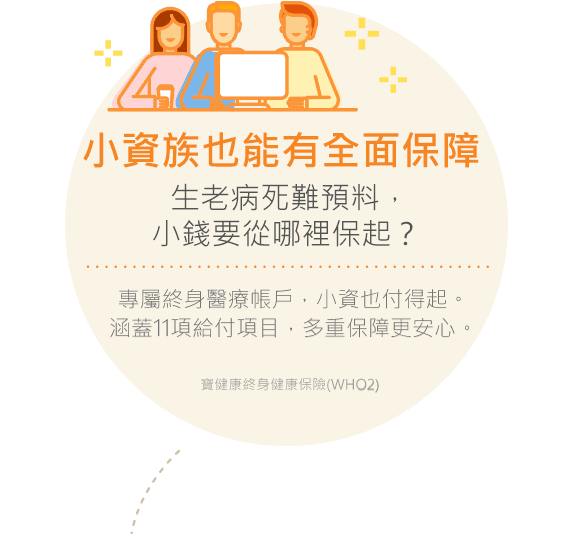 小資族也能有全面保障
生老病死難預料，
小錢要從哪裡保起？
專屬終身醫療帳戶，小資也付得起。
涵蓋11項給付項目，多重保障更安心。
寶健康終身健康保險(WHO2)